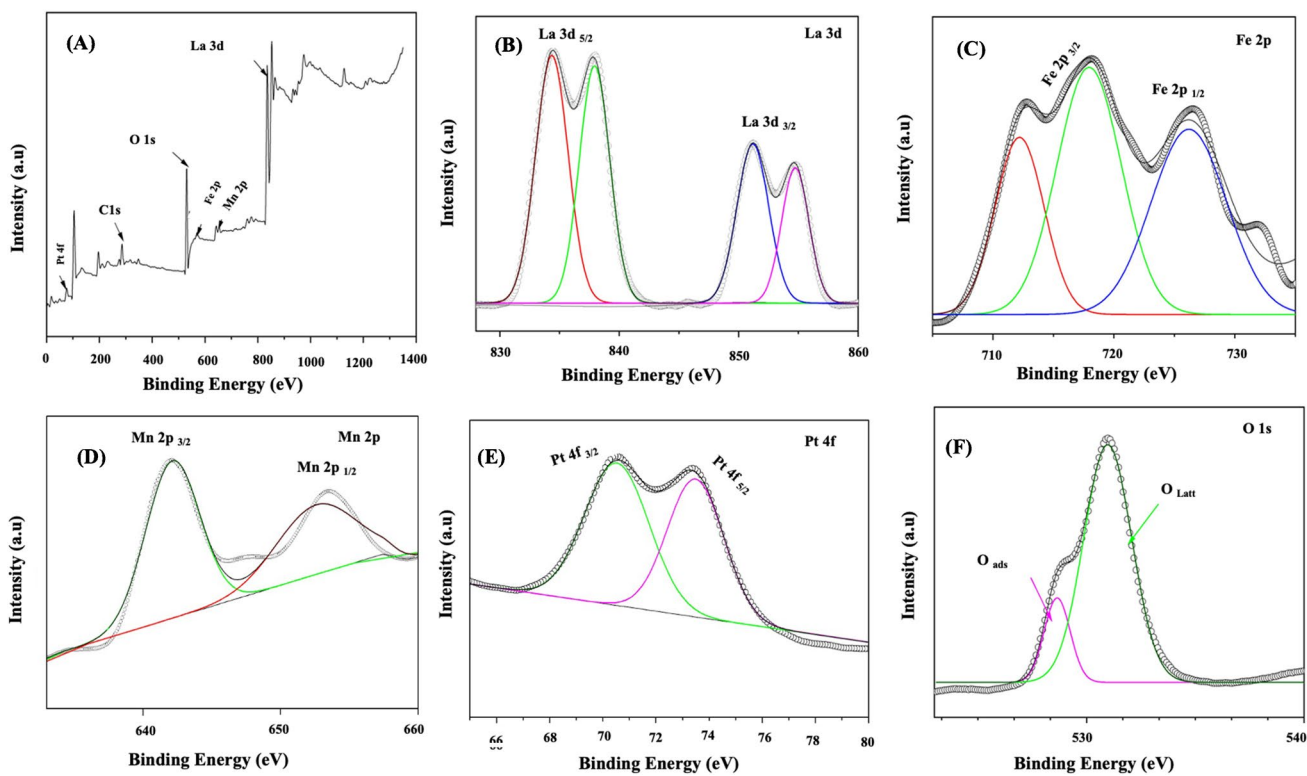 (A)
La 3d
O 1s
C1s
Fe 2p
Mn 2p
Pt 4f
Intensity (a.u)
0 200 400 600 800 1000 1200 1400
Binding Energy (eV)
(B)
La 3d 5/2
La 3d
La 3d 3/2
Intensity (a.u)
830 840 850 860
Binding Energy (eV)
(C)
Fe 2p 3/2
Fe 2p
Fe 2p 1/2
Intensity (a.u)
710 720 730
Binding Energy (eV)
(D)
Mn 2p 3/2
Mn 2p
Mn 2p 1/2
Intensity (a.u)
640 650 660
Binding Energy (eV)
(E)
Pt 4f 3/2
Pt 4f
Pt 4f 5/2
Intensity (a.u)
66 68 70 72 74 76 78 80
Binding Energy (eV)
(F)
O 1s
O Latt
O ads
Intensity (a.u)
530 540
Binding Energy (eV)